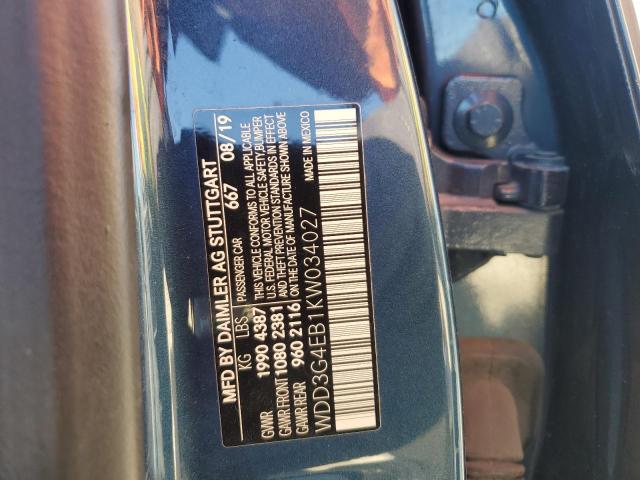 MFD BY DAIMLER AG STUTTGART
KG LBS PASSENGER CAR 667 08/19
GVWR 1990 4387 THIS VEHICLE CONFORMS TO ALL APPLICABLE
GAWR FRONT 1080 2381 U.S. FEDERAL MOTOR VEHICLE SAFETY, BUMPER
GAWR REAR 960 2116 AND THEFT PREVENTION STANDARDS IN EFFECT
ON THE DATE OF MANUFACTURE SHOWN ABOVE
WDD3G4EB1KW034027 MADE IN MEXICO